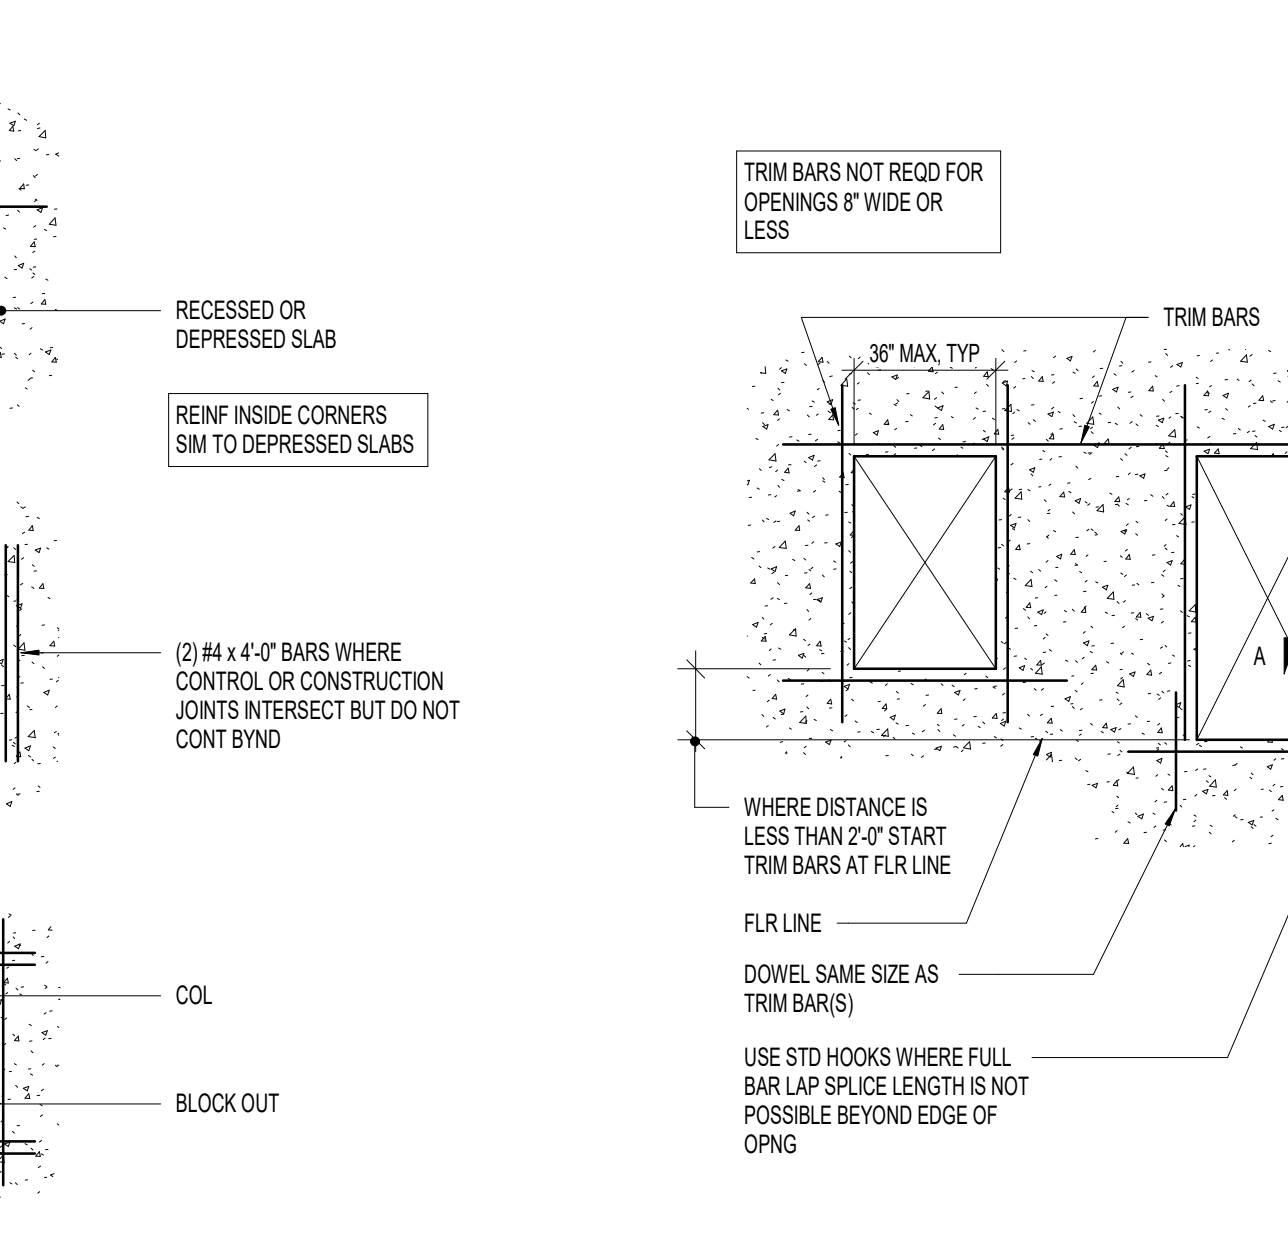 RECESSED OR
DEPRESSED SLAB
REINF INSIDE CORNERS
SIM TO DEPRESSED SLABS
(2) #4 x 4'-0" BARS WHERE
CONTROL OR CONSTRUCTION
JOINTS INTERSECT BUT DO NOT
CONT BYND
COL
BLOCK OUT
TRIM BARS NOT REQD FOR
OPENINGS 8" WIDE OR
LESS
TRIM BARS
36" MAX, TYP
A
WHERE DISTANCE IS
LESS THAN 2'-0" START
TRIM BARS AT FLR LINE
FLR LINE
DOWEL SAME SIZE AS
TRIM BAR(S)
USE STD HOOKS WHERE FULL
BAR LAP SPLICE LENGTH IS NOT
POSSIBLE BEYOND EDGE OF
OPNG